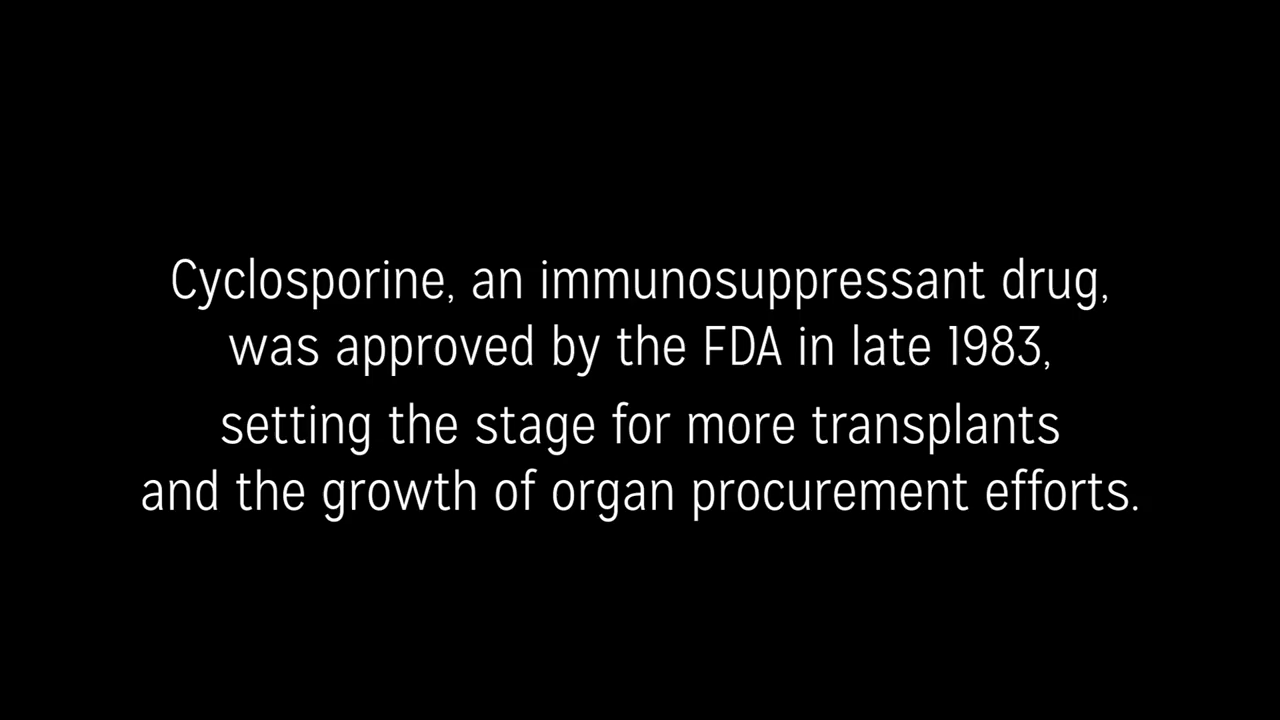 Cyclosporine, an immunosuppressant drug,
was approved by the FDA in late 1983,
setting the stage for more transplants
and the growth of organ procurement efforts.